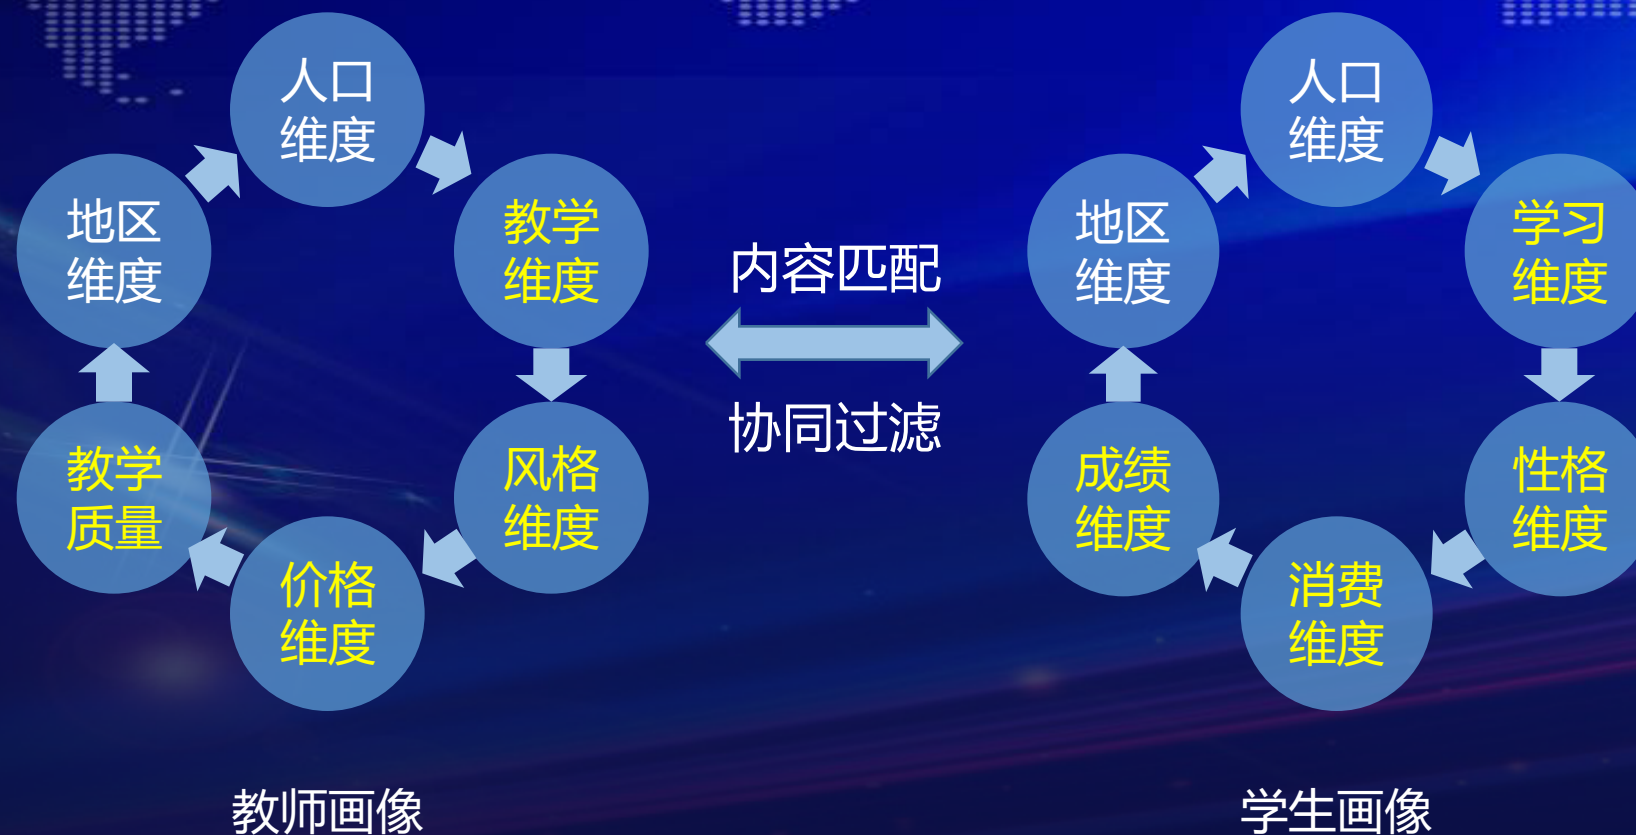 人口
维度
教学
维度
风格
维度
价格
维度
教学
质量
地区
维度
教师画像
内容匹配
协同过滤
人口
维度
学习
维度
性格
维度
消费
维度
成绩
维度
地区
维度
学生画像